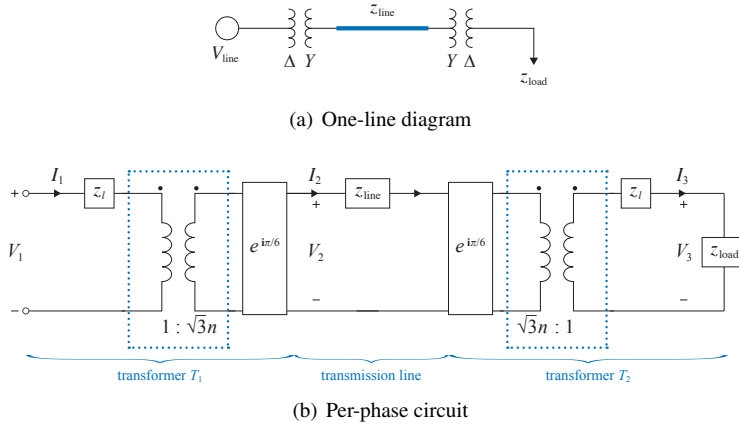 z_line
V_line
Δ Y Y Δ
z_load
(a) One-line diagram
I_1 I_2 I_3
+ z_l z_line z_l
+ +
V_1 e^{iπ/6} V_2 e^{iπ/6} V_3 z_load
− − −
1 : √3n √3n : 1
transformer T_1 transmission line transformer T_2
(b) Per-phase circuit